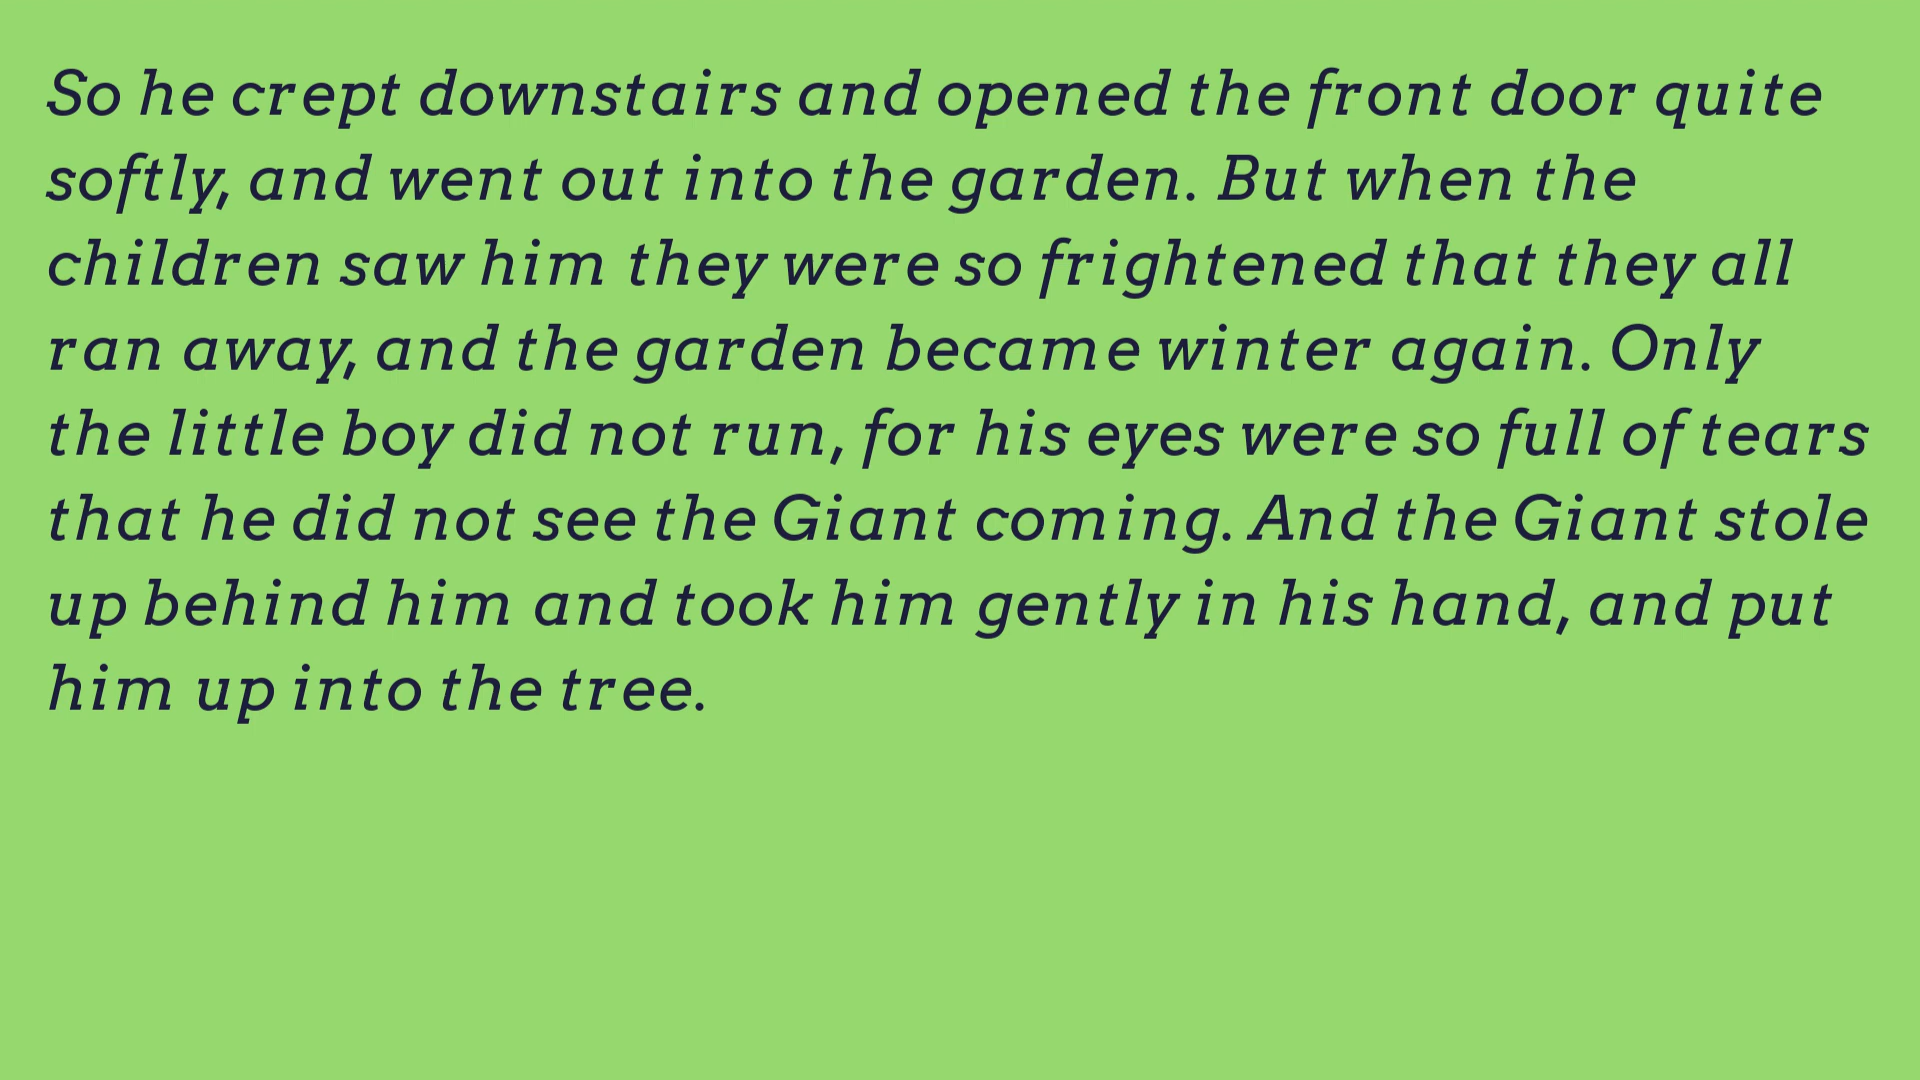 So he crept downstairs and opened the front door quite
softly, and went out into the garden. But when the
children saw him they were so frightened that they all
ran away, and the garden became winter again. Only
the little boy did not run, for his eyes were so full of tears
that he did not see the Giant coming. And the Giant stole
up behind him and took him gently in his hand, and put
him up into the tree.